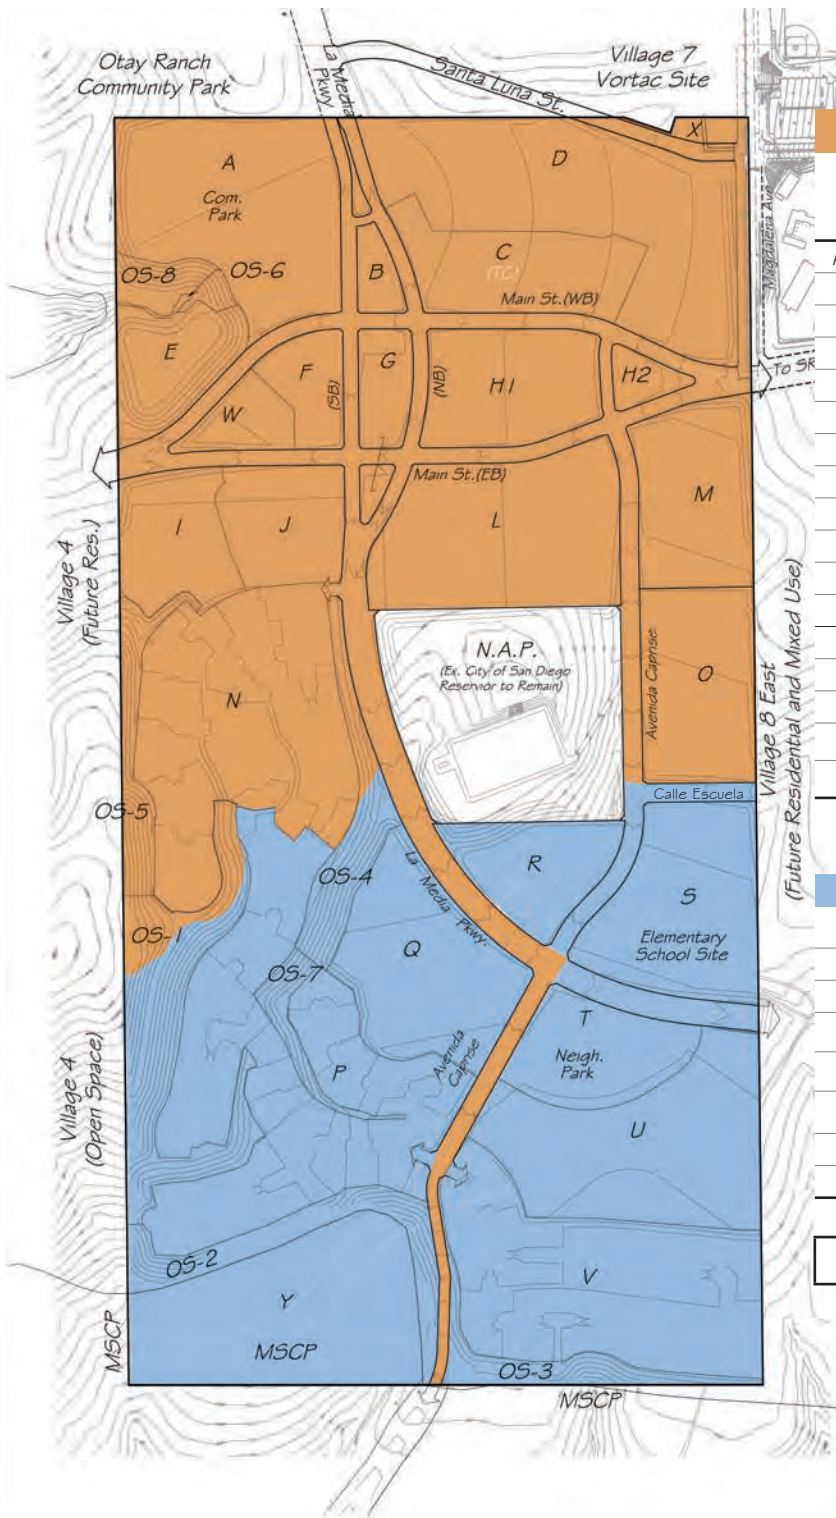 Otay Ranch
Community Park
La Media
Pkwy
Santa Luna St.
Village 7
Vortac Site
X
A
Com.
Park
D
Magdalena Ave
OS-8
OS-6
B
C
(TC)
Main St.(WB)
E
F
G
(SB)
(NB)
H1
H2
To SR
W
Main St.(EB)
M
I
J
L
Village 4
(Future Res.)
N.A.P.
(Ex. City of San Diego
Reservior to Remain)
Avenida Caprise
O
Village 8 East
(Future Residential and Mixed Use)
N
OS-5
Calle Escuela
OS-4
La Media Pkwy.
R
S
Elementary
School Site
OS-1
Q
OS-7
T
Neigh.
Park
Avenida
Caprise
P
Village 4
(Open Space)
U
OS-2
V
Y
MSCP
MSCP
OS-3
MSCP